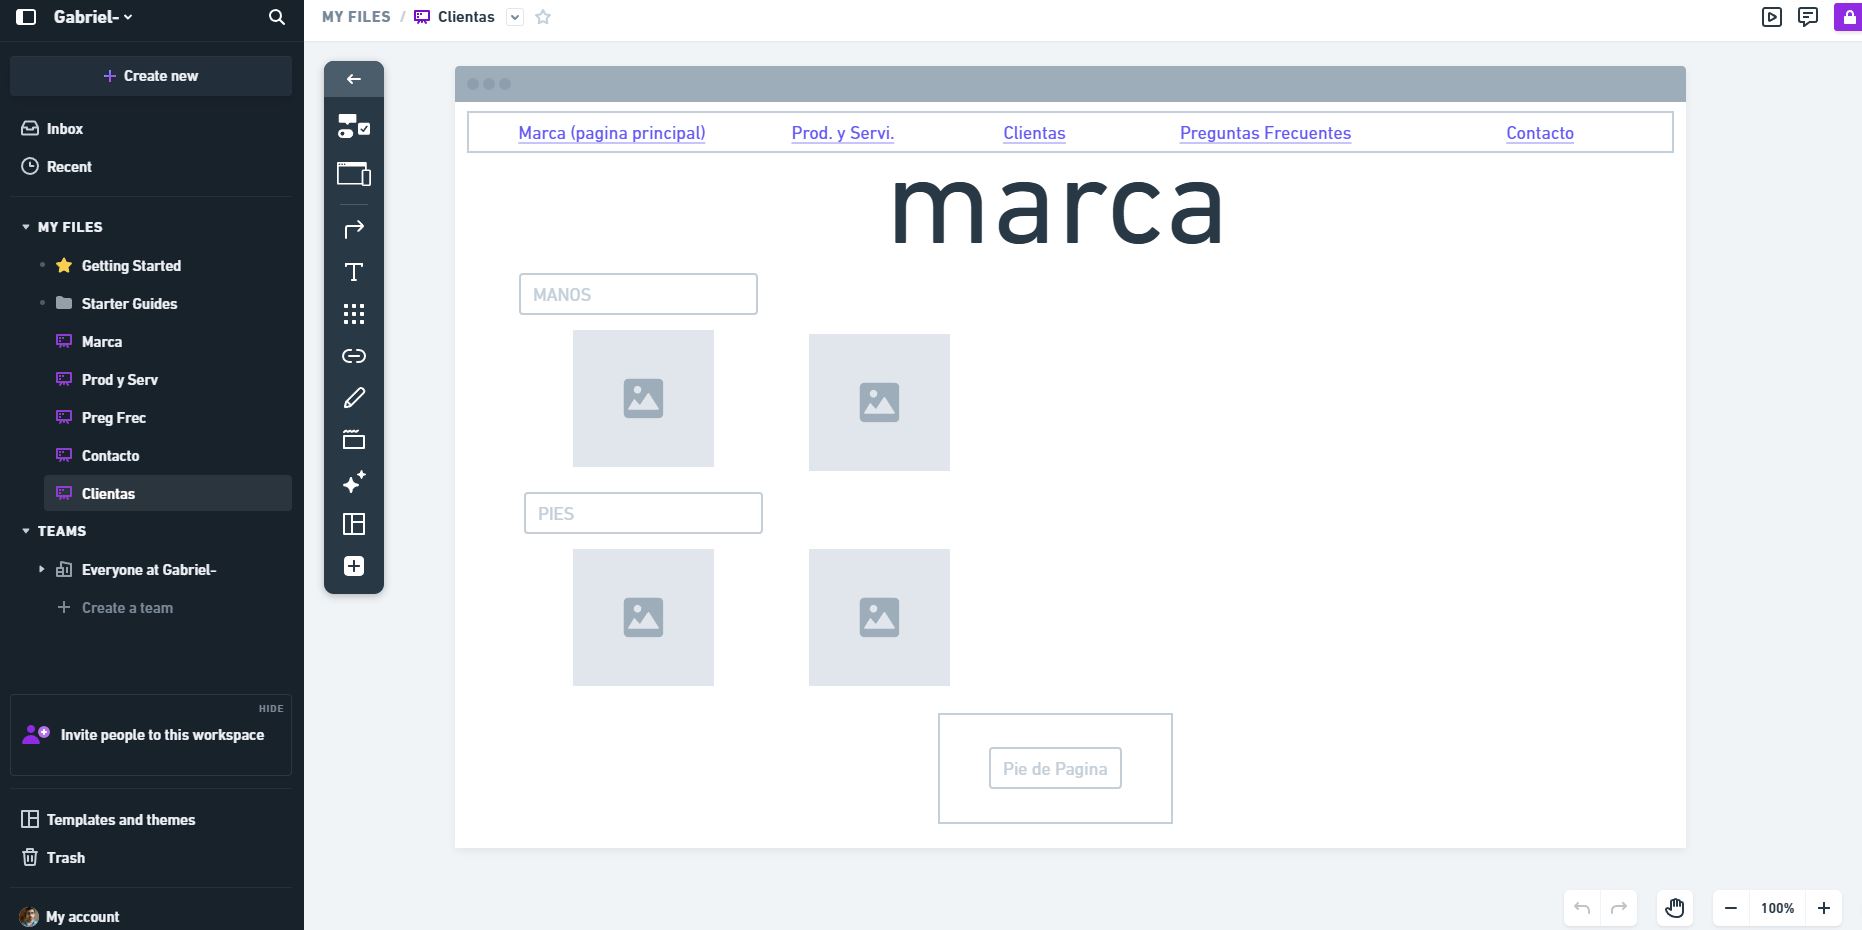 Gabriel-
MY FILES / Clientas
Create new
Inbox
Recent
MY FILES
Getting Started
Starter Guides
Marca
Prod y Serv
Preg Frec
Contacto
Clientas
TEAMS
Everyone at Gabriel-
Create a team
HIDE
Invite people to this workspace
Templates and themes
Trash
My account
Marca (pagina principal) Prod. y Servi. Clientas Preguntas Frecuentes Contacto
marca
MANOS
PIES
Pie de Pagina
100%